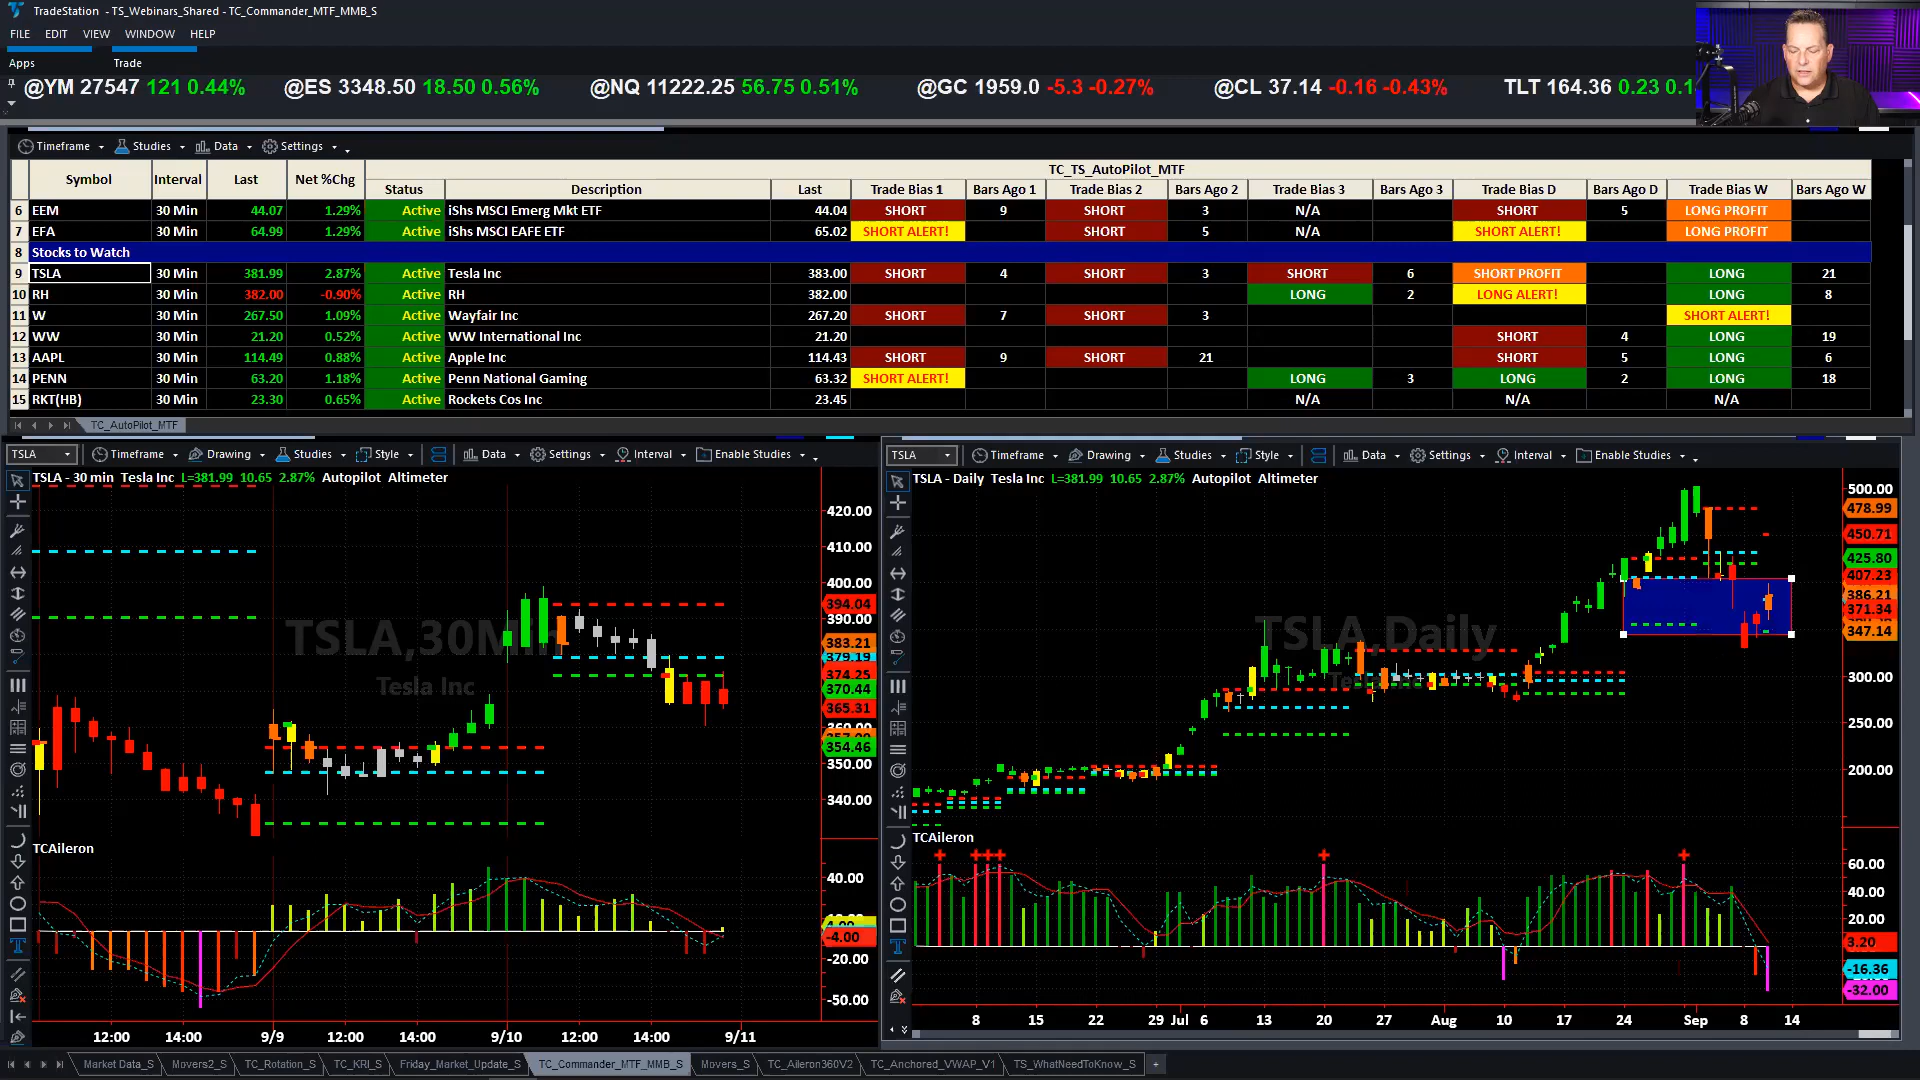 TradeStation - TS_Webinars_Shared - TC_Commander_MTF_MMB_S
FILE EDIT VIEW WINDOW HELP
Apps Trade
@YM 27547 121 0.44% @ES 3348.50 18.50 0.56% @NQ 11222.25 56.75 0.51% @GC 1959.0 -5.3 -0.27% @CL 37.14 -0.16 -0.43% TLT 164.36 0.23 0.1
Timeframe Studies Data Settings
TC_TS_AutoPilot_MTF
Symbol Interval Last Net %Chg Status Description Last Trade Bias 1 Bars Ago 1 Trade Bias 2 Bars Ago 2 Trade Bias 3 Bars Ago 3 Trade Bias D Bars Ago D Trade Bias W Bars Ago W
6 EEM 30 Min 44.07 1.29% Active iShs MSCI Emerg Mkt ETF 44.04 SHORT 9 SHORT 3 N/A SHORT 5 LONG PROFIT
7 EFA 30 Min 64.99 1.29% Active iShs MSCI EAFE ETF 65.02 SHORT ALERT! SHORT 5 N/A SHORT ALERT! LONG PROFIT
8 Stocks to Watch
9 TSLA 30 Min 381.99 2.87% Active Tesla Inc 383.00 SHORT 4 SHORT 3 SHORT 6 SHORT PROFIT LONG 21
10 RH 30 Min 382.00 -0.90% Active RH 382.00 LONG 2 LONG ALERT! LONG 8
11 W 30 Min 267.50 1.09% Active Wayfair Inc 267.20 SHORT 7 SHORT 3 SHORT ALERT!
12 WW 30 Min 21.20 0.52% Active WW International Inc 21.20 SHORT 4 LONG 19
13 AAPL 30 Min 114.49 0.88% Active Apple Inc 114.43 SHORT 9 SHORT 21 SHORT 5 LONG 6
14 PENN 30 Min 63.20 1.18% Active Penn National Gaming 63.32 SHORT ALERT! LONG 3 LONG 2 LONG 18
15 RKT(HB) 30 Min 23.30 0.65% Active Rockets Cos Inc 23.45 N/A N/A N/A
TC_AutoPilot_MTF
TSLA Timeframe Drawing Studies Style Data Settings Interval Enable Studies
TSLA - 30 min Tesla Inc L=381.99 10.65 2.87% Autopilot Altimeter
TSLA,30Min
Tesla Inc
420.00
410.00
400.00
394.04
390.00
383.21
379.19
374.25
370.44
365.31
354.46
350.00
340.00
TCAileron
40.00
-4.00
-20.00
-50.00
12:00 14:00 9/9 12:00 14:00 9/10 12:00 14:00 9/11
TSLA Timeframe Drawing Studies Style Data Settings Interval Enable Studies
TSLA - Daily Tesla Inc L=381.99 10.65 2.87% Autopilot Altimeter
TSLA,Daily
500.00
478.99
450.71
425.80
407.23
386.21
371.34
347.14
300.00
250.00
200.00
TCAileron
60.00
40.00
20.00
3.20
-16.36
-32.00
8 15 22 29 Jul 6 13 20 27 Aug 10 17 24 Sep 8 14
Market Data_S Movers2_S TC_Rotation_S TC_KRI_S Friday_Market_Update_S TC_Commander_MTF_MMB_S Movers_S TC_Aileron360V2 TC_Anchored_VWAP_V1 TS_WhatNeedToKnow_S +